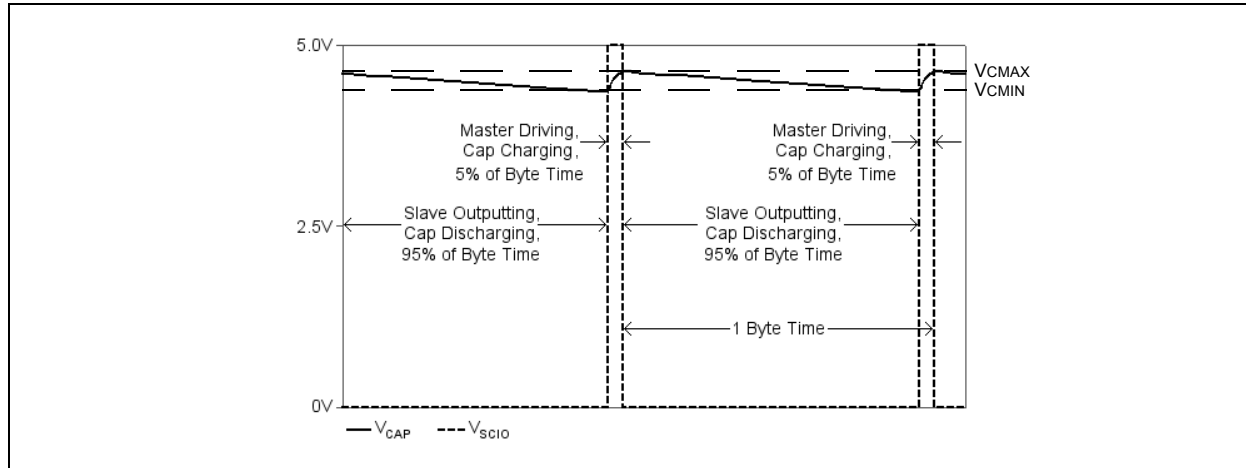 5.0V
VCMAX
VCMIN
Master Driving,
Cap Charging,
5% of Byte Time
Master Driving,
Cap Charging,
5% of Byte Time
Slave Outputting,
Cap Discharging,
95% of Byte Time
Slave Outputting,
Cap Discharging,
95% of Byte Time
2.5V
1 Byte Time
0V
VCAP
VSCIO